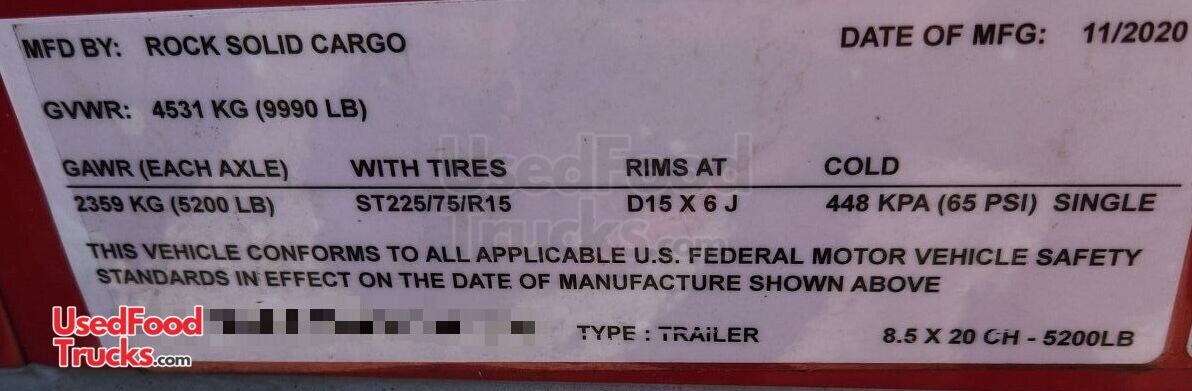 MFD BY: ROCK SOLID CARGO DATE OF MFG: 11/2020
GVWR: 4531 KG (9990 LB)
GAWR (EACH AXLE) WITH TIRES RIMS AT COLD
2359 KG (5200 LB) ST225/75/R15 D15 X 6 J 448 KPA (65 PSI) SINGLE
THIS VEHICLE CONFORMS TO ALL APPLICABLE U.S. FEDERAL MOTOR VEHICLE SAFETY
STANDARDS IN EFFECT ON THE DATE OF MANUFACTURE SHOWN ABOVE
TYPE : TRAILER 8.5 X 20 CH - 5200LB
UsedFood
Trucks.com
UsedFood
Trucks.com